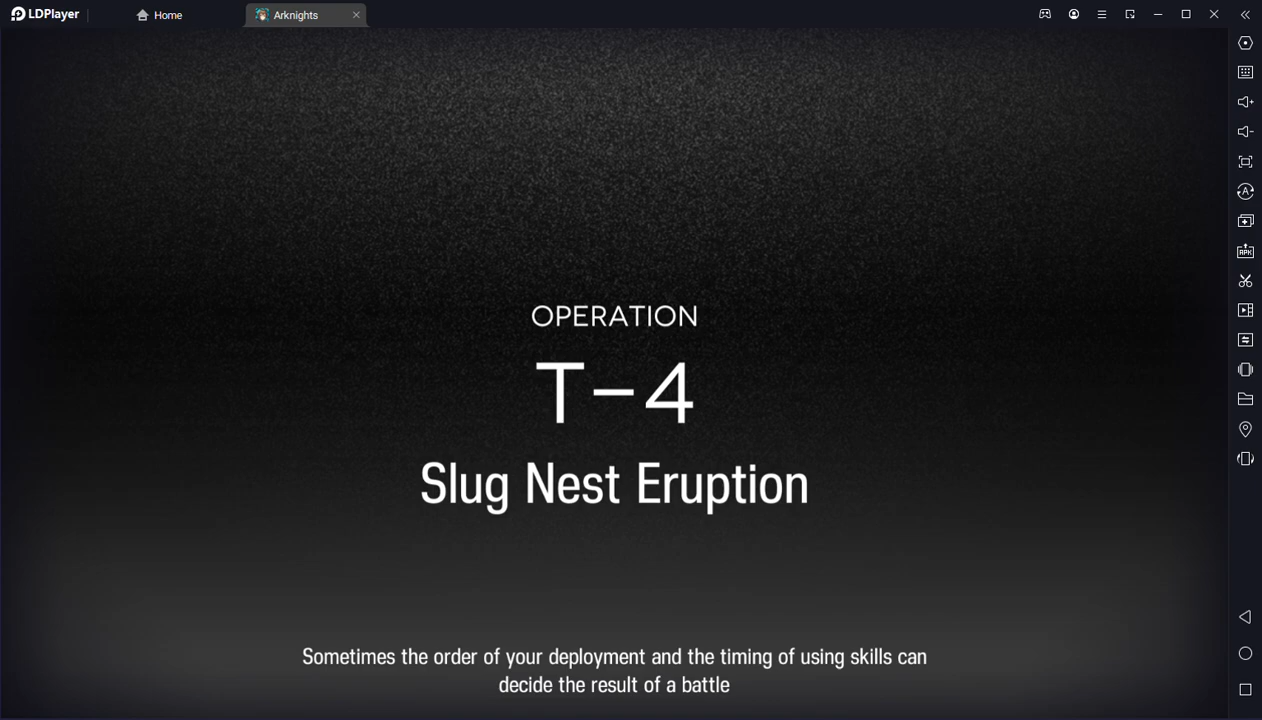 LDPlayer
Home
Arknights
OPERATION
T-4
Slug Nest Eruption
Sometimes the order of your deployment and the timing of using skills can
decide the result of a battle
APK
A